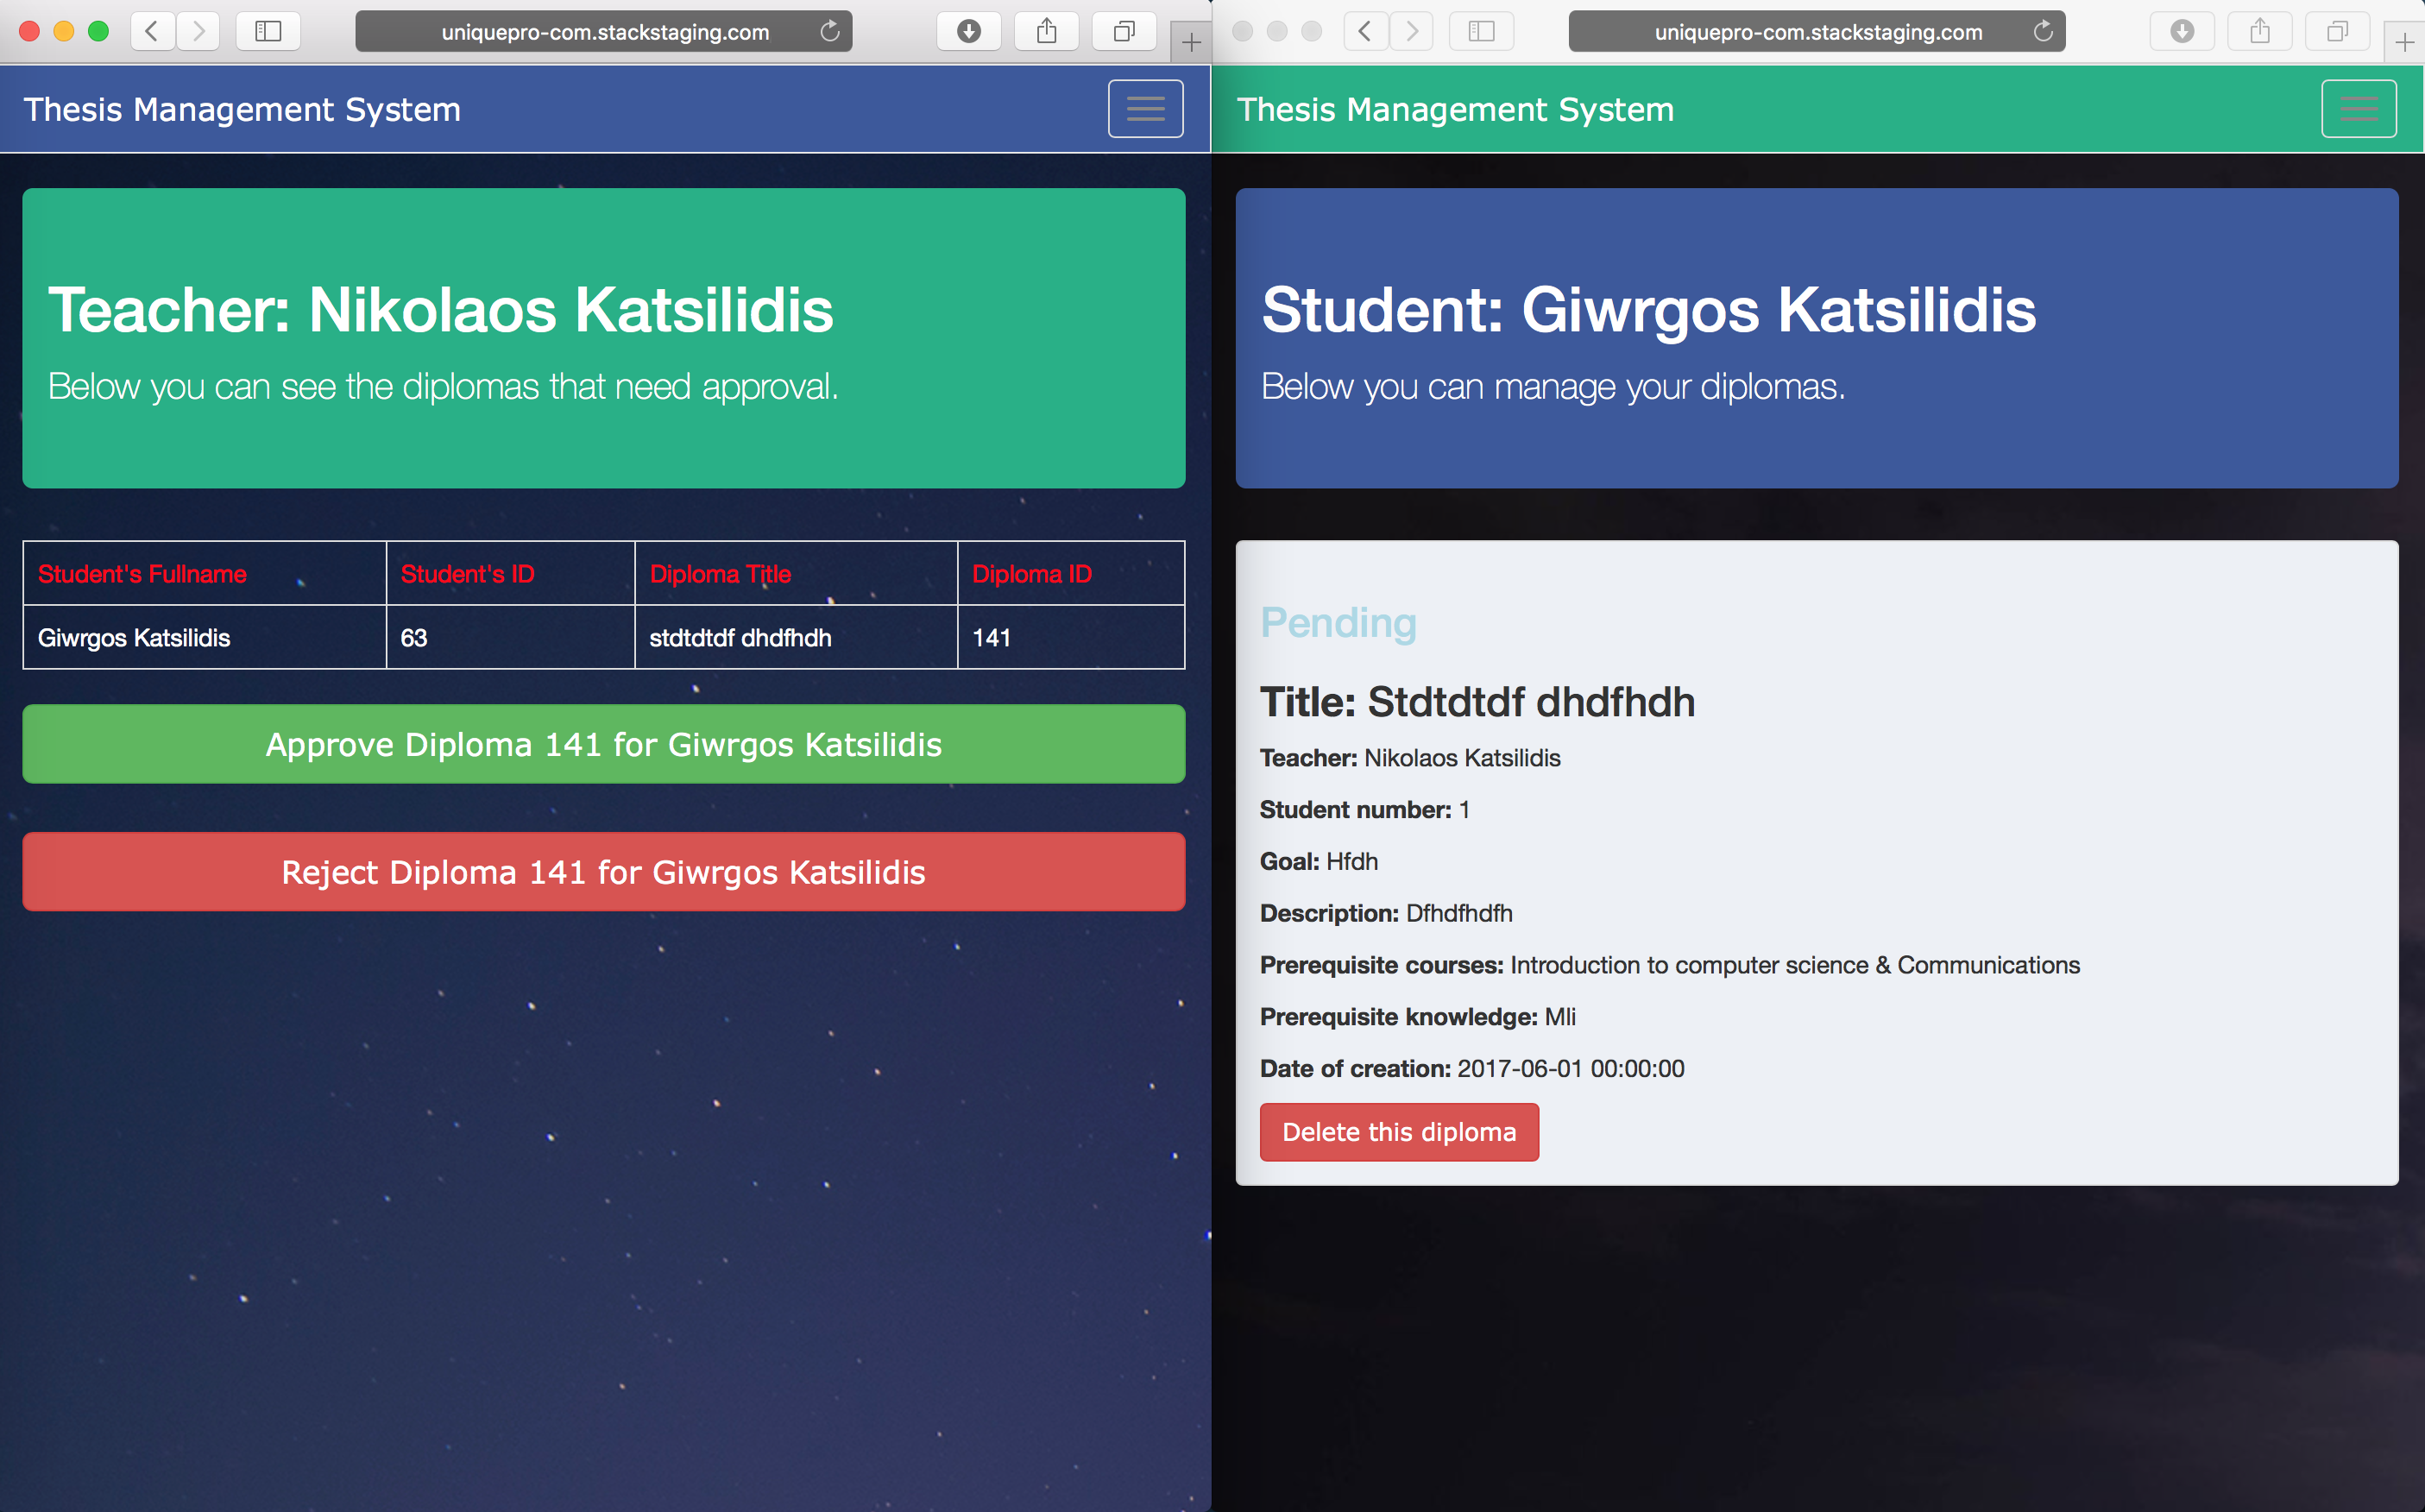 uniquepro-com.stackstaging.com
Thesis Management System
Teacher: Nikolaos Katsilidis
Below you can see the diplomas that need approval.
Student's Fullname Student's ID Diploma Title Diploma ID
Giwrgos Katsilidis 63 stdtdtdf dhdfhdh 141
Approve Diploma 141 for Giwrgos Katsilidis
Reject Diploma 141 for Giwrgos Katsilidis
uniquepro-com.stackstaging.com
Thesis Management System
Student: Giwrgos Katsilidis
Below you can manage your diplomas.
Pending
Title: Stdtdtdf dhdfhdh
Teacher: Nikolaos Katsilidis
Student number: 1
Goal: Hfdh
Description: Dfhdfhdfh
Prerequisite courses: Introduction to computer science & Communications
Prerequisite knowledge: Mli
Date of creation: 2017-06-01 00:00:00
Delete this diploma